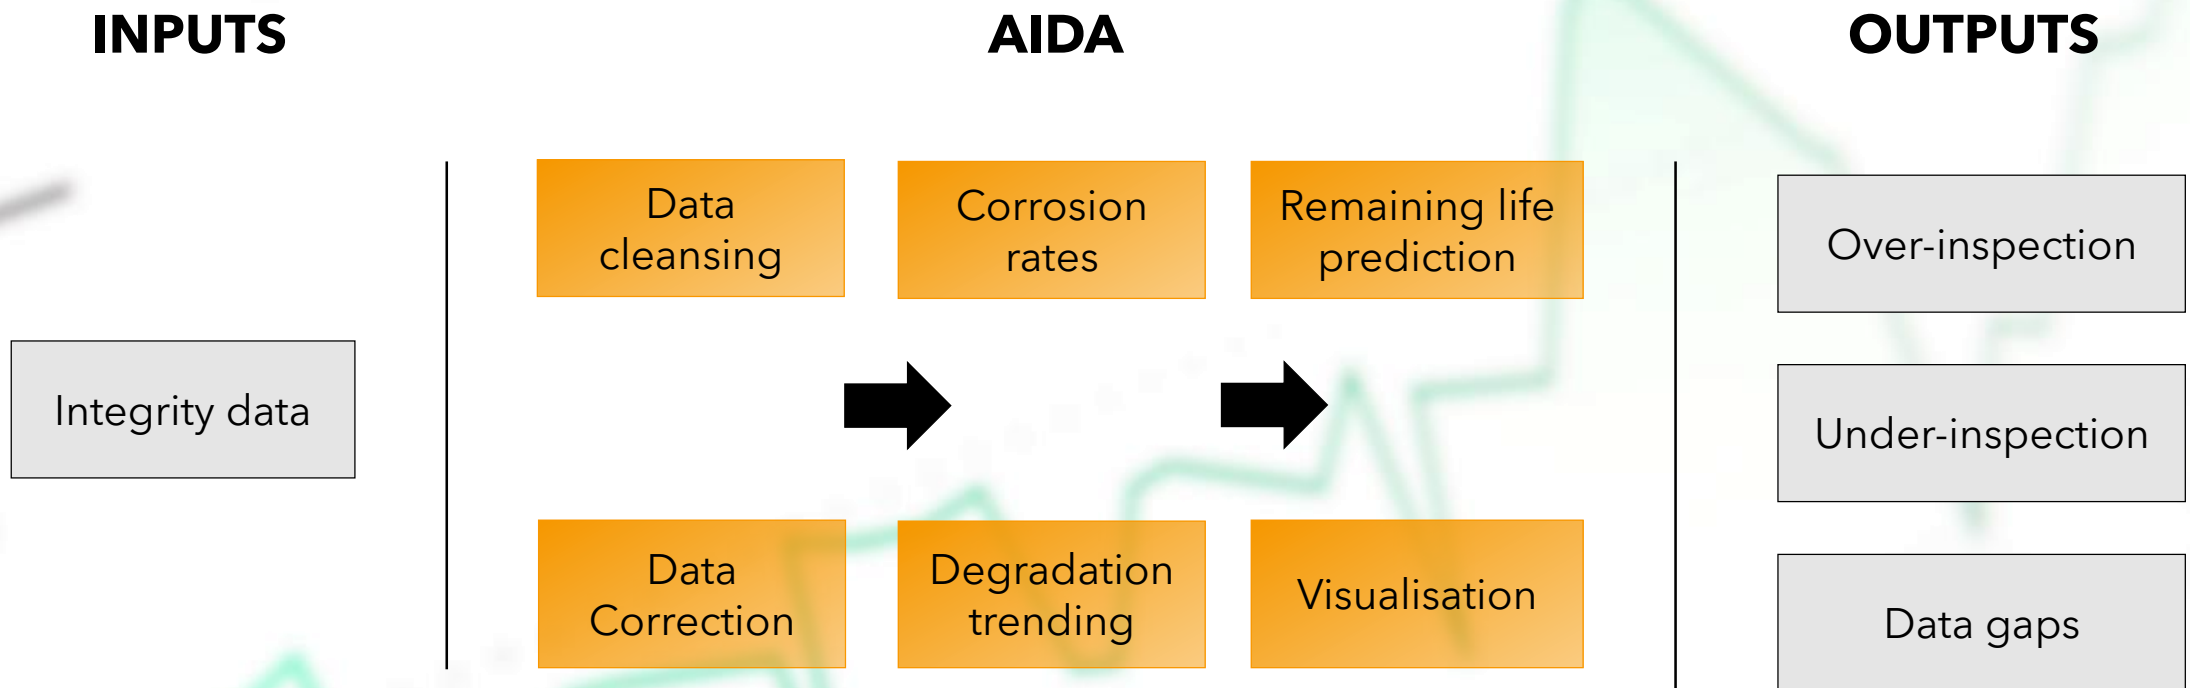 INPUTS
AIDA
OUTPUTS
Integrity data
Data
cleansing
Corrosion
rates
Remaining life
prediction
Data
Correction
Degradation
trending
Visualisation
Over-inspection
Under-inspection
Data gaps